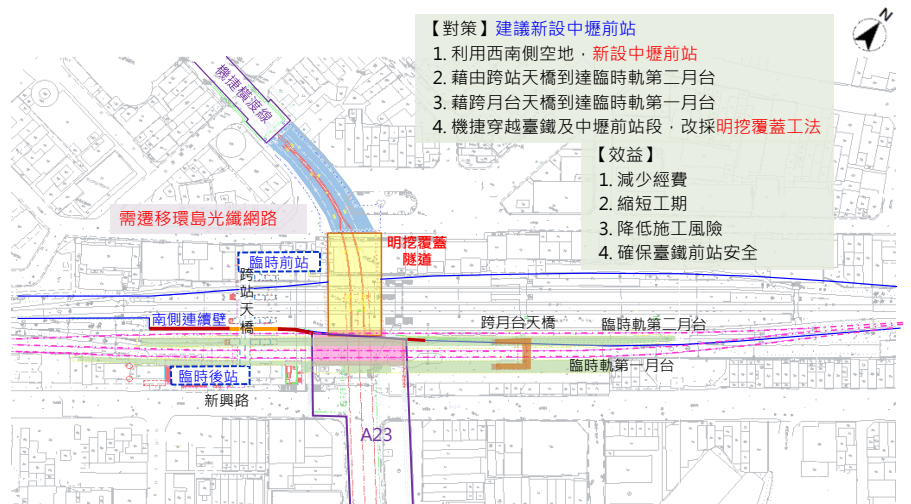 【對策】建議新設中壢前站
1. 利用西南側空地，新設中壢前站
2. 藉由跨站天橋到達臨時軌第二月台
3. 藉跨月台天橋到達臨時軌第一月台
4. 機捷穿越臺鐵及中壢前站段，改採明挖覆蓋工法
【效益】
1. 減少經費
2. 縮短工期
3. 降低施工風險
4. 確保臺鐵前站安全
N
機捷橫渡線
需遷移環島光纖網路
明挖覆蓋
隧道
臨時前站
跨站天橋
南側連續壁
跨月台天橋
臨時軌第二月台
臨時軌第一月台
臨時後站
新興路
A23